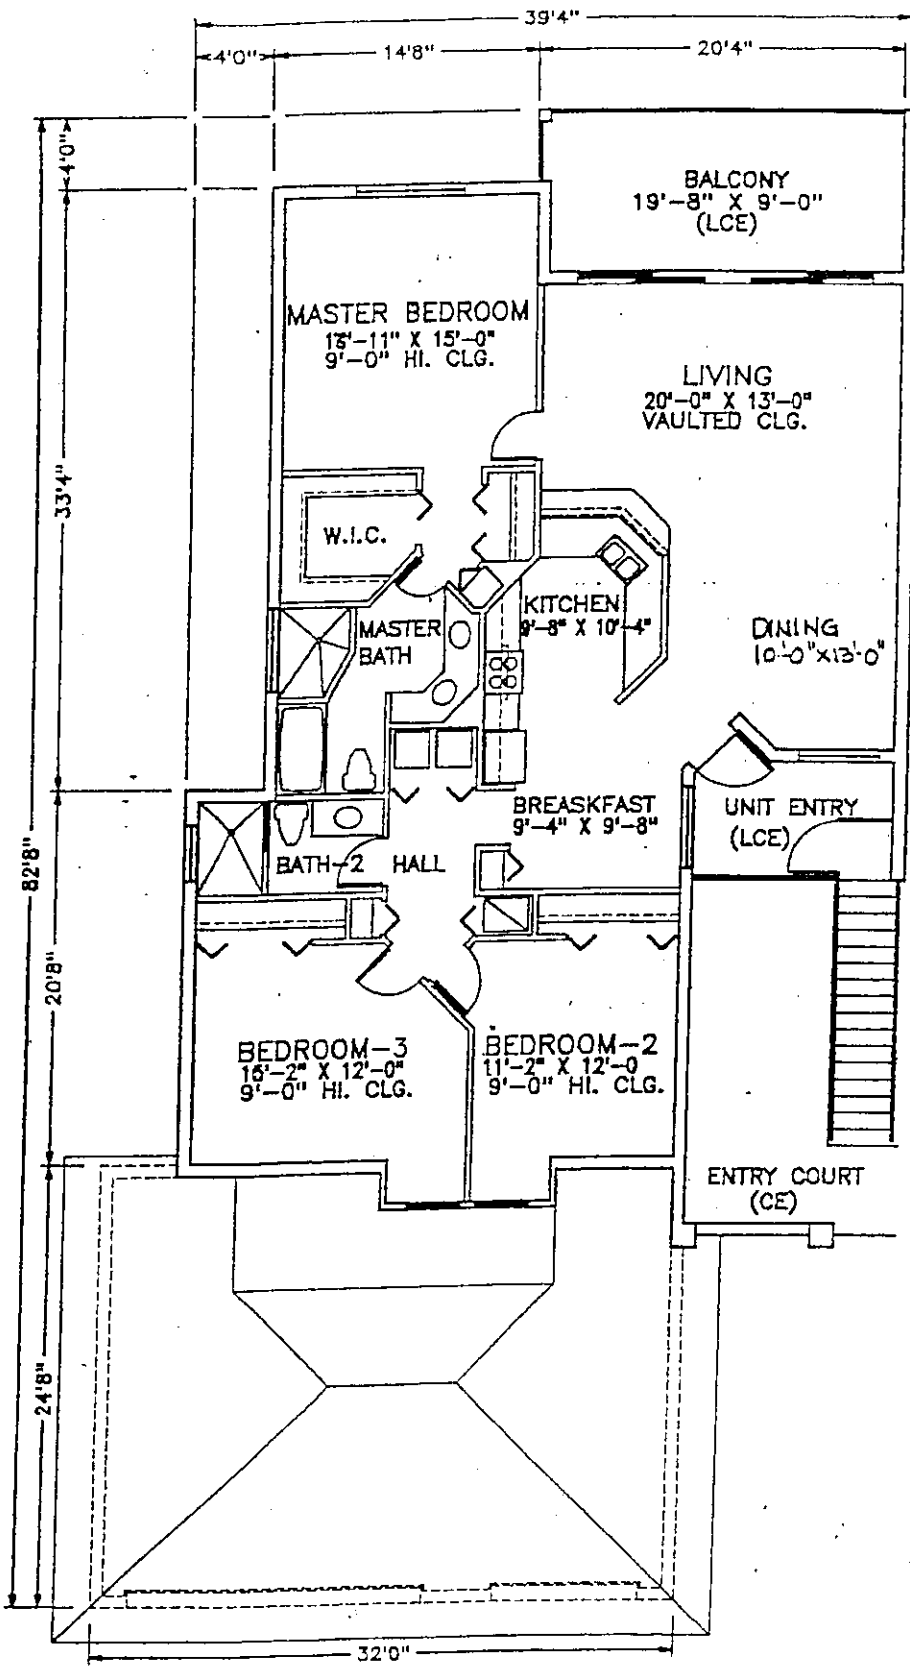 39'4"
4'0"
14'8"
20'4"
4'0"
BALCONY
19'-8" X 9'-0"
(LCE)
MASTER BEDROOM
15'-0"
9'-0" HI. CLG.
LIVING
20'-0" X 13'-0"
VAULTED CLG.
33'4"
W.I.C.
KITCHEN
9'-8" X 10'-4"
MASTER
BATH
DINING
10'-0"X13'-0"
BREASKFAST
9'-4" X 9'-8"
UNIT ENTRY
(LCE)
BATH-2
HALL
82'8"
20'8"
BEDROOM-3
X 12'-0"
9'-0" HI. CLG.
BEDROOM-2
11'-2" X 12'-0
9'-0" HI. CLG.
ENTRY COURT
(CE)
24'8"
32'0"